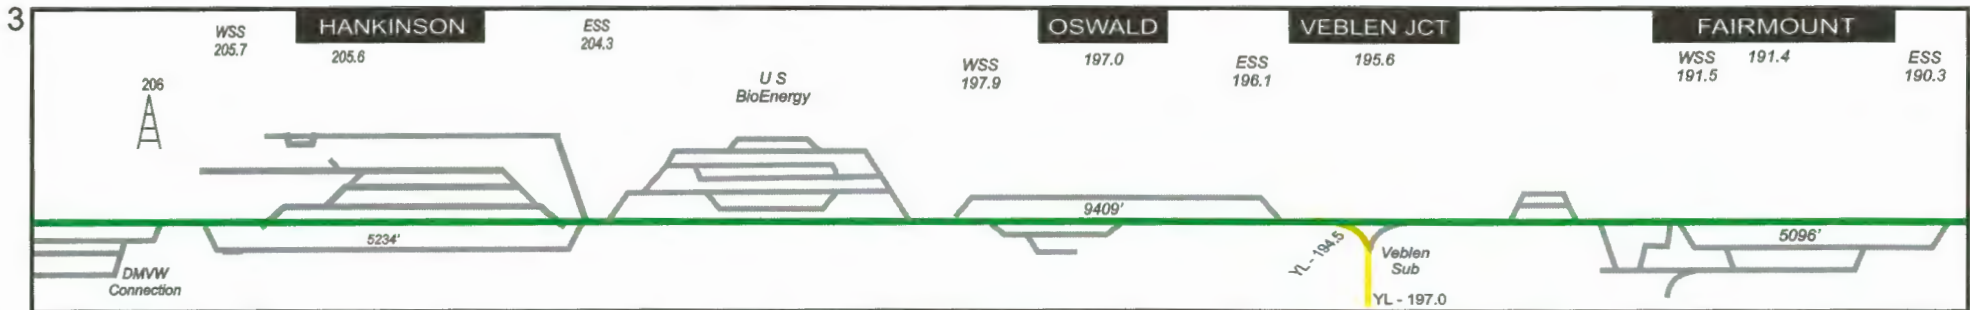 3
HANKINSON
OSWALD
VEBLEN JCT
FAIRMOUNT
WSS
205.7
205.6
ESS
204.3
WSS
197.9
197.0
ESS
196.1
195.6
WSS
191.5
191.4
ESS
190.3
206
U S
BioEnergy
9409'
5234'
5096'
DMVW
Connection
YL - 194.5
Veblen
Sub
YL - 197.0